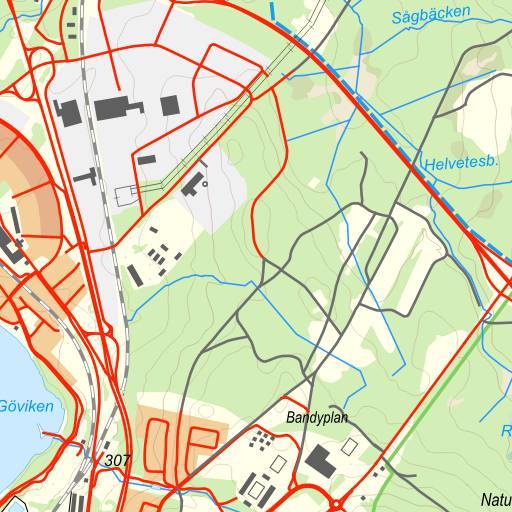 Sågbäcken
Helvetesb.
Göviken
Bandyplan
307
R
Natu